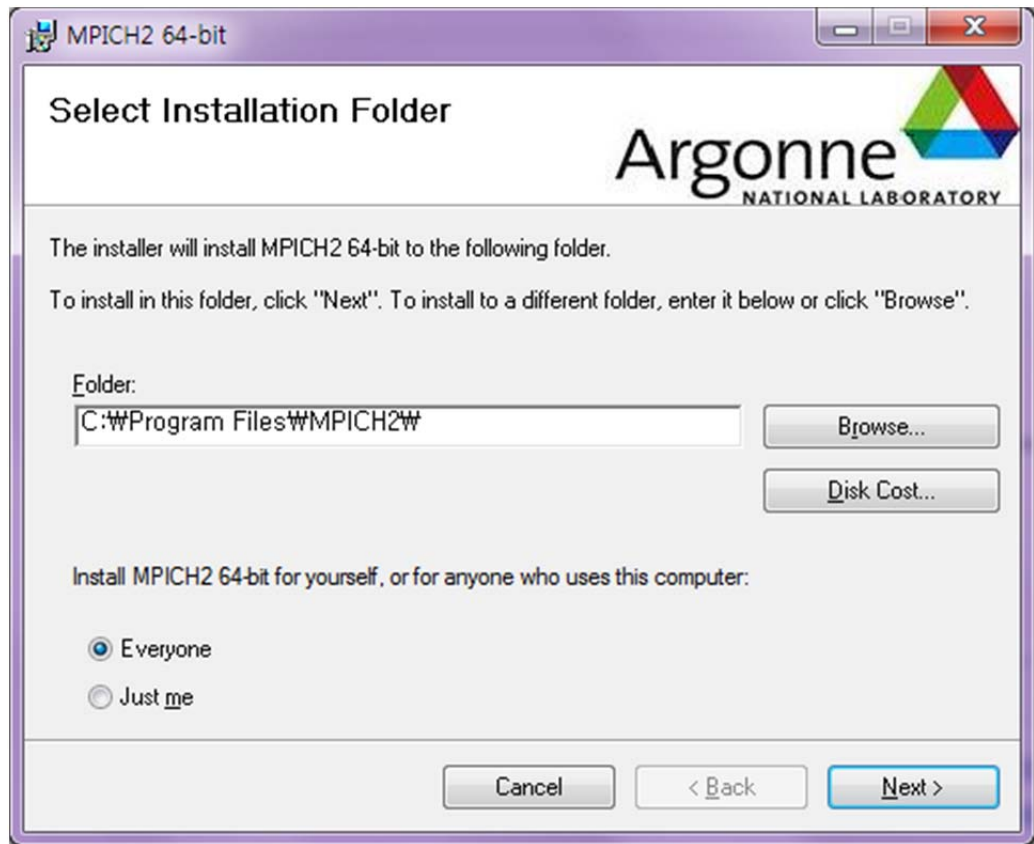 MPICH2 64-bit
Select Installation Folder
Argonne
NATIONAL LABORATORY
The installer will install MPICH2 64-bit to the following folder.
To install in this folder, click "Next". To install to a different folder, enter it below or click "Browse".
Folder:
C:₩Program Files₩MPICH2₩
Browse...
Disk Cost...
Install MPICH2 64-bit for yourself, or for anyone who uses this computer:
Everyone
Just me
Cancel
< Back
Next >